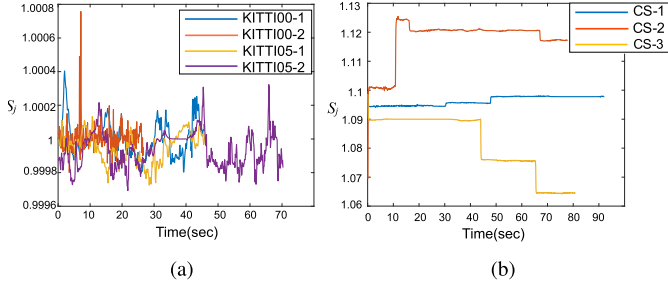 1.0008
1.0006
1.0004
1.0002
1
0.9998
0.9996
S_j
0 10 20 30 40 50 60 70
Time(sec)
KITTI00-1
KITTI00-2
KITTI05-1
KITTI05-2
(a)
1.13
1.12
1.11
1.1
1.09
1.08
1.07
1.06
S_j
0 10 20 30 40 50 60 70 80 90
Time(sec)
CS-1
CS-2
CS-3
(b)